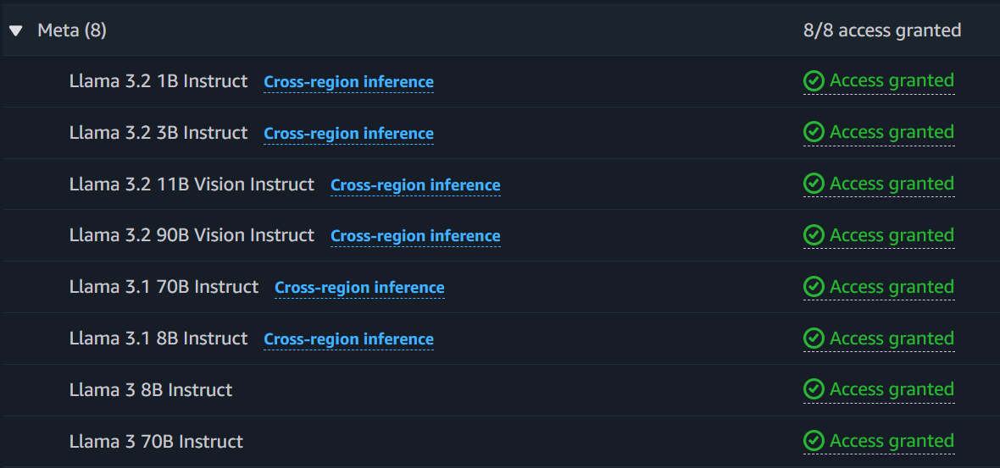 Meta (8) 8/8 access granted
Llama 3.2 1B Instruct Cross-region inference Access granted
Llama 3.2 3B Instruct Cross-region inference Access granted
Llama 3.2 11B Vision Instruct Cross-region inference Access granted
Llama 3.2 90B Vision Instruct Cross-region inference Access granted
Llama 3.1 70B Instruct Cross-region inference Access granted
Llama 3.1 8B Instruct Cross-region inference Access granted
Llama 3 8B Instruct Access granted
Llama 3 70B Instruct Access granted